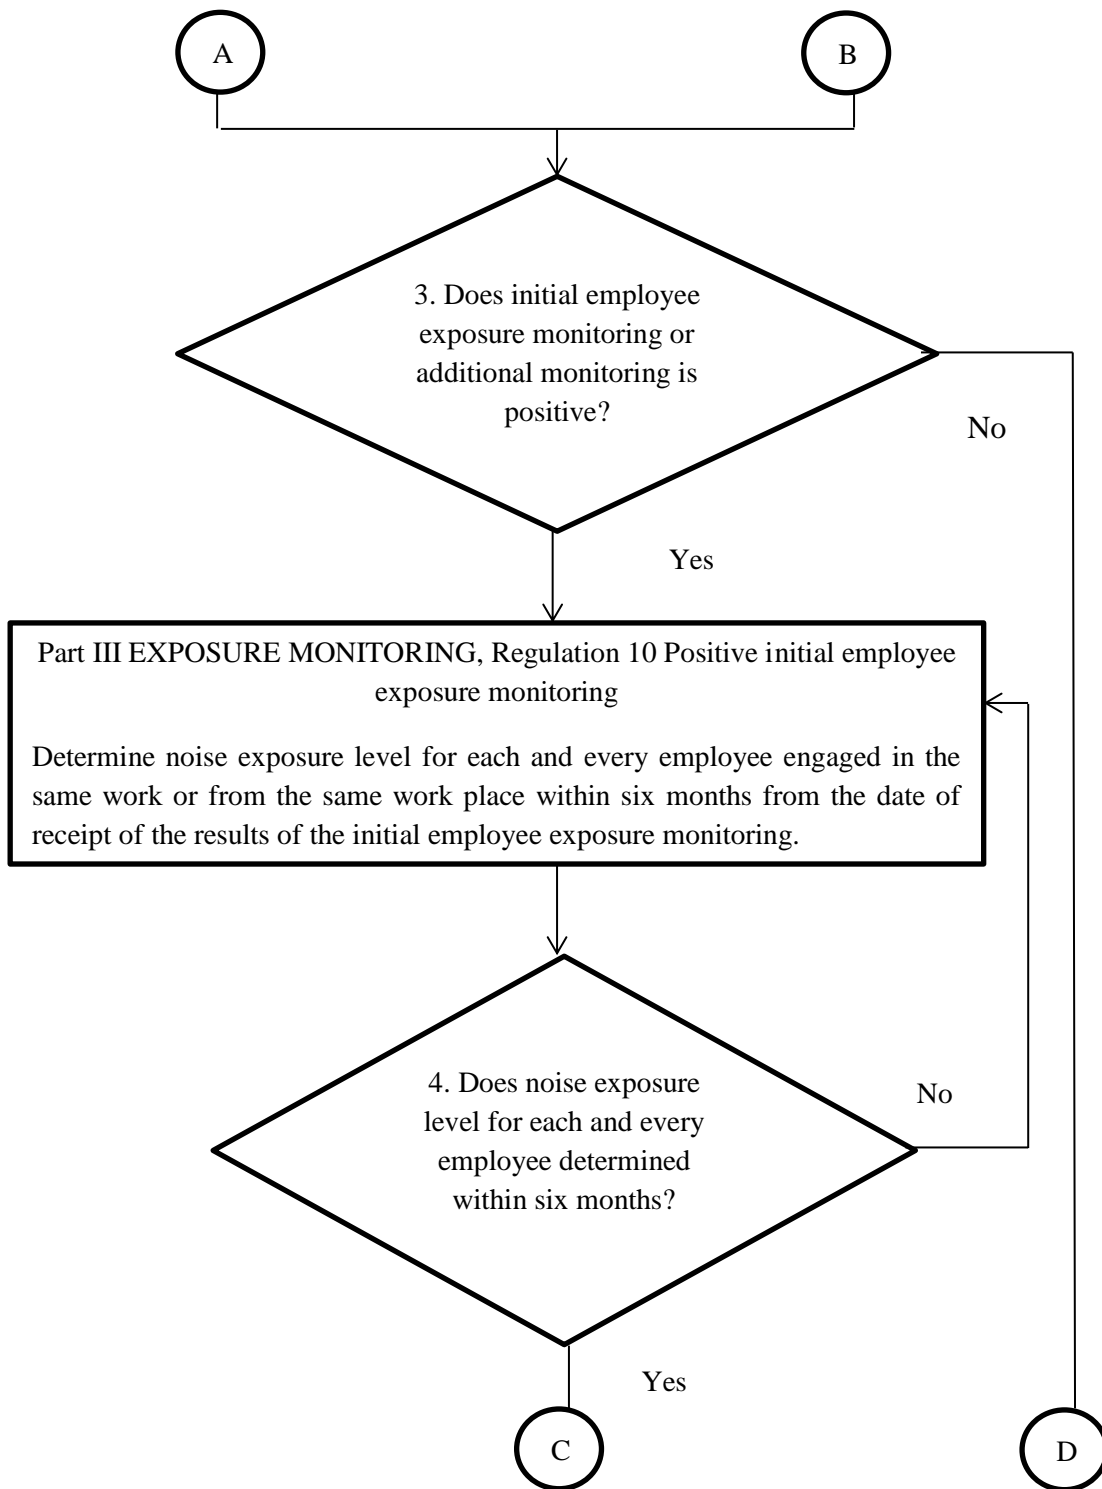 A
B
3. Does initial employee
exposure monitoring or
additional monitoring is
positive?
No
Yes
Part III EXPOSURE MONITORING, Regulation 10 Positive initial employee
exposure monitoring
Determine noise exposure level for each and every employee engaged in the
same work or from the same work place within six months from the date of
receipt of the results of the initial employee exposure monitoring.
4. Does noise exposure
level for each and every
employee determined
within six months?
No
Yes
C
D